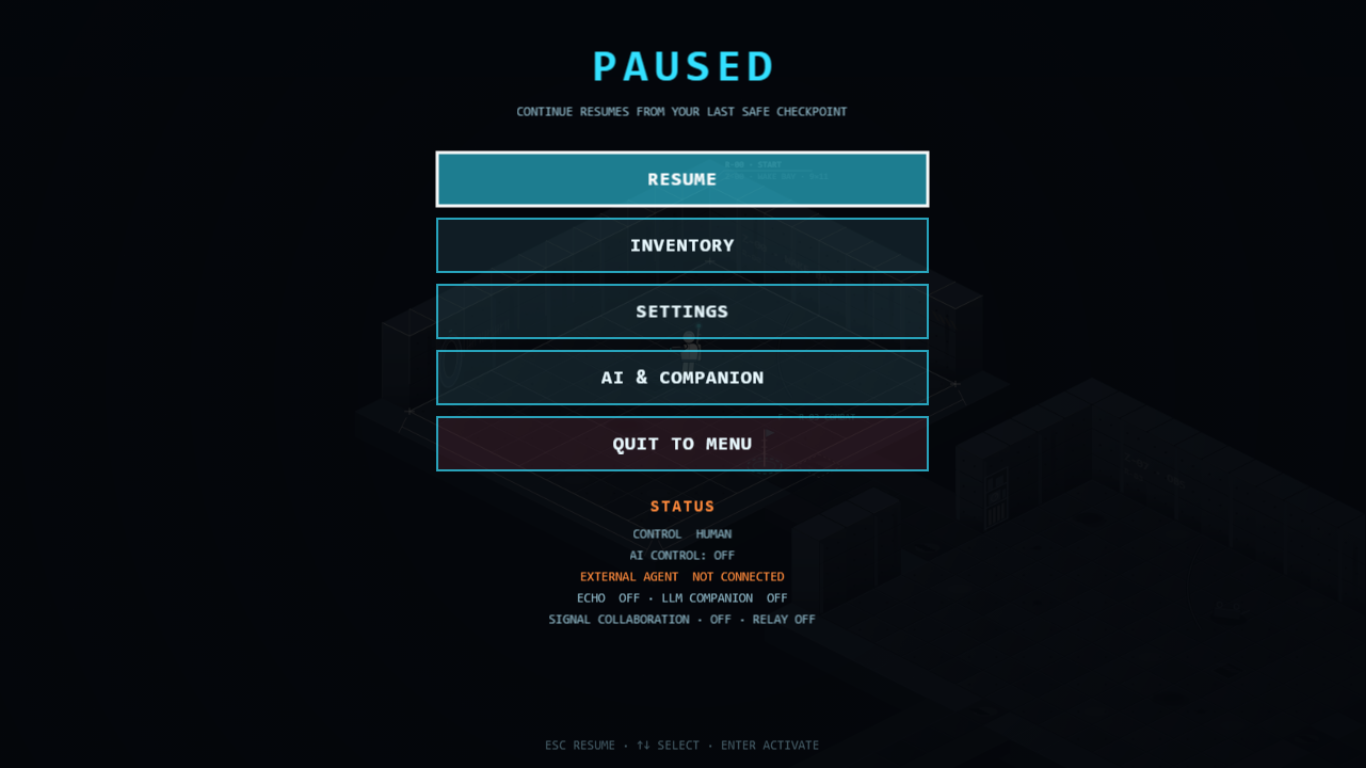 PAUSED
CONTINUE RESUMES FROM YOUR LAST SAFE CHECKPOINT
RESUME
INVENTORY
SETTINGS
AI & COMPANION
QUIT TO MENU
STATUS
CONTROL HUMAN
AI CONTROL: OFF
EXTERNAL AGENT NOT CONNECTED
ECHO OFF · LLM COMPANION OFF
SIGNAL COLLABORATION · OFF · RELAY OFF
ESC RESUME · ↑↓ SELECT · ENTER ACTIVATE